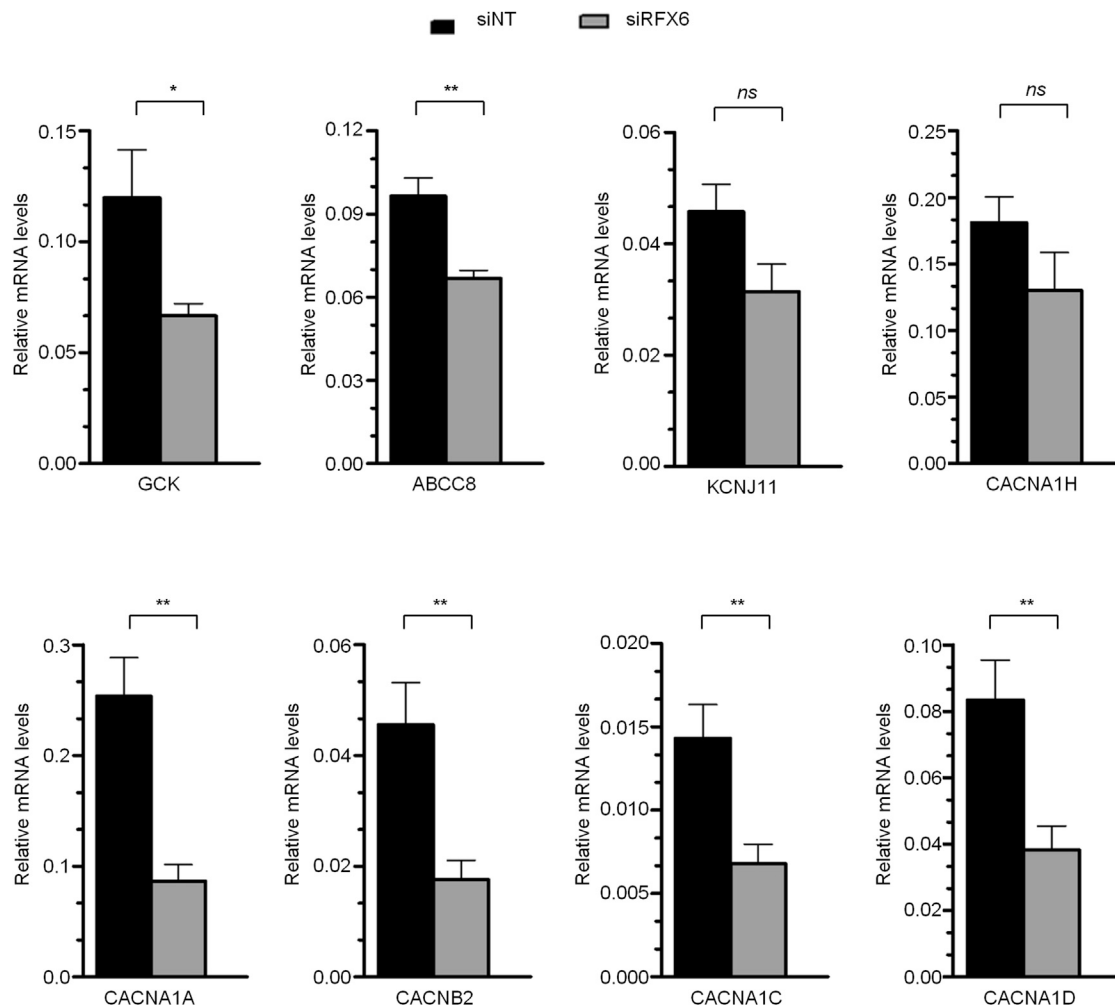 siNT siRFX6
* ** ns ns
Relative mRNA levels
0.15
0.10
0.05
0.00
GCK
Relative mRNA levels
0.12
0.09
0.06
0.03
0.00
ABCC8
Relative mRNA levels
0.06
0.04
0.02
0.00
KCNJ11
Relative mRNA levels
0.25
0.20
0.15
0.10
0.05
0.00
CACNA1H
** ** ** **
Relative mRNA levels
0.3
0.2
0.1
0.0
CACNA1A
Relative mRNA levels
0.06
0.04
0.02
0.00
CACNB2
Relative mRNA levels
0.020
0.015
0.010
0.005
0.000
CACNA1C
Relative mRNA levels
0.10
0.08
0.06
0.04
0.02
0.00
CACNA1D